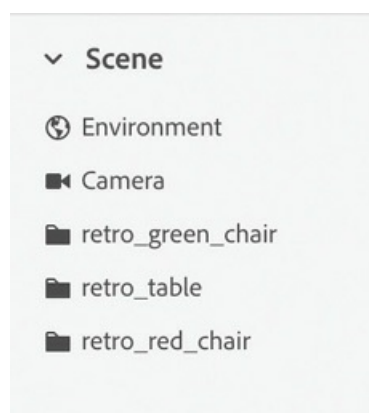 Scene
Environment
Camera
retro_green_chair
retro_table
retro_red_chair